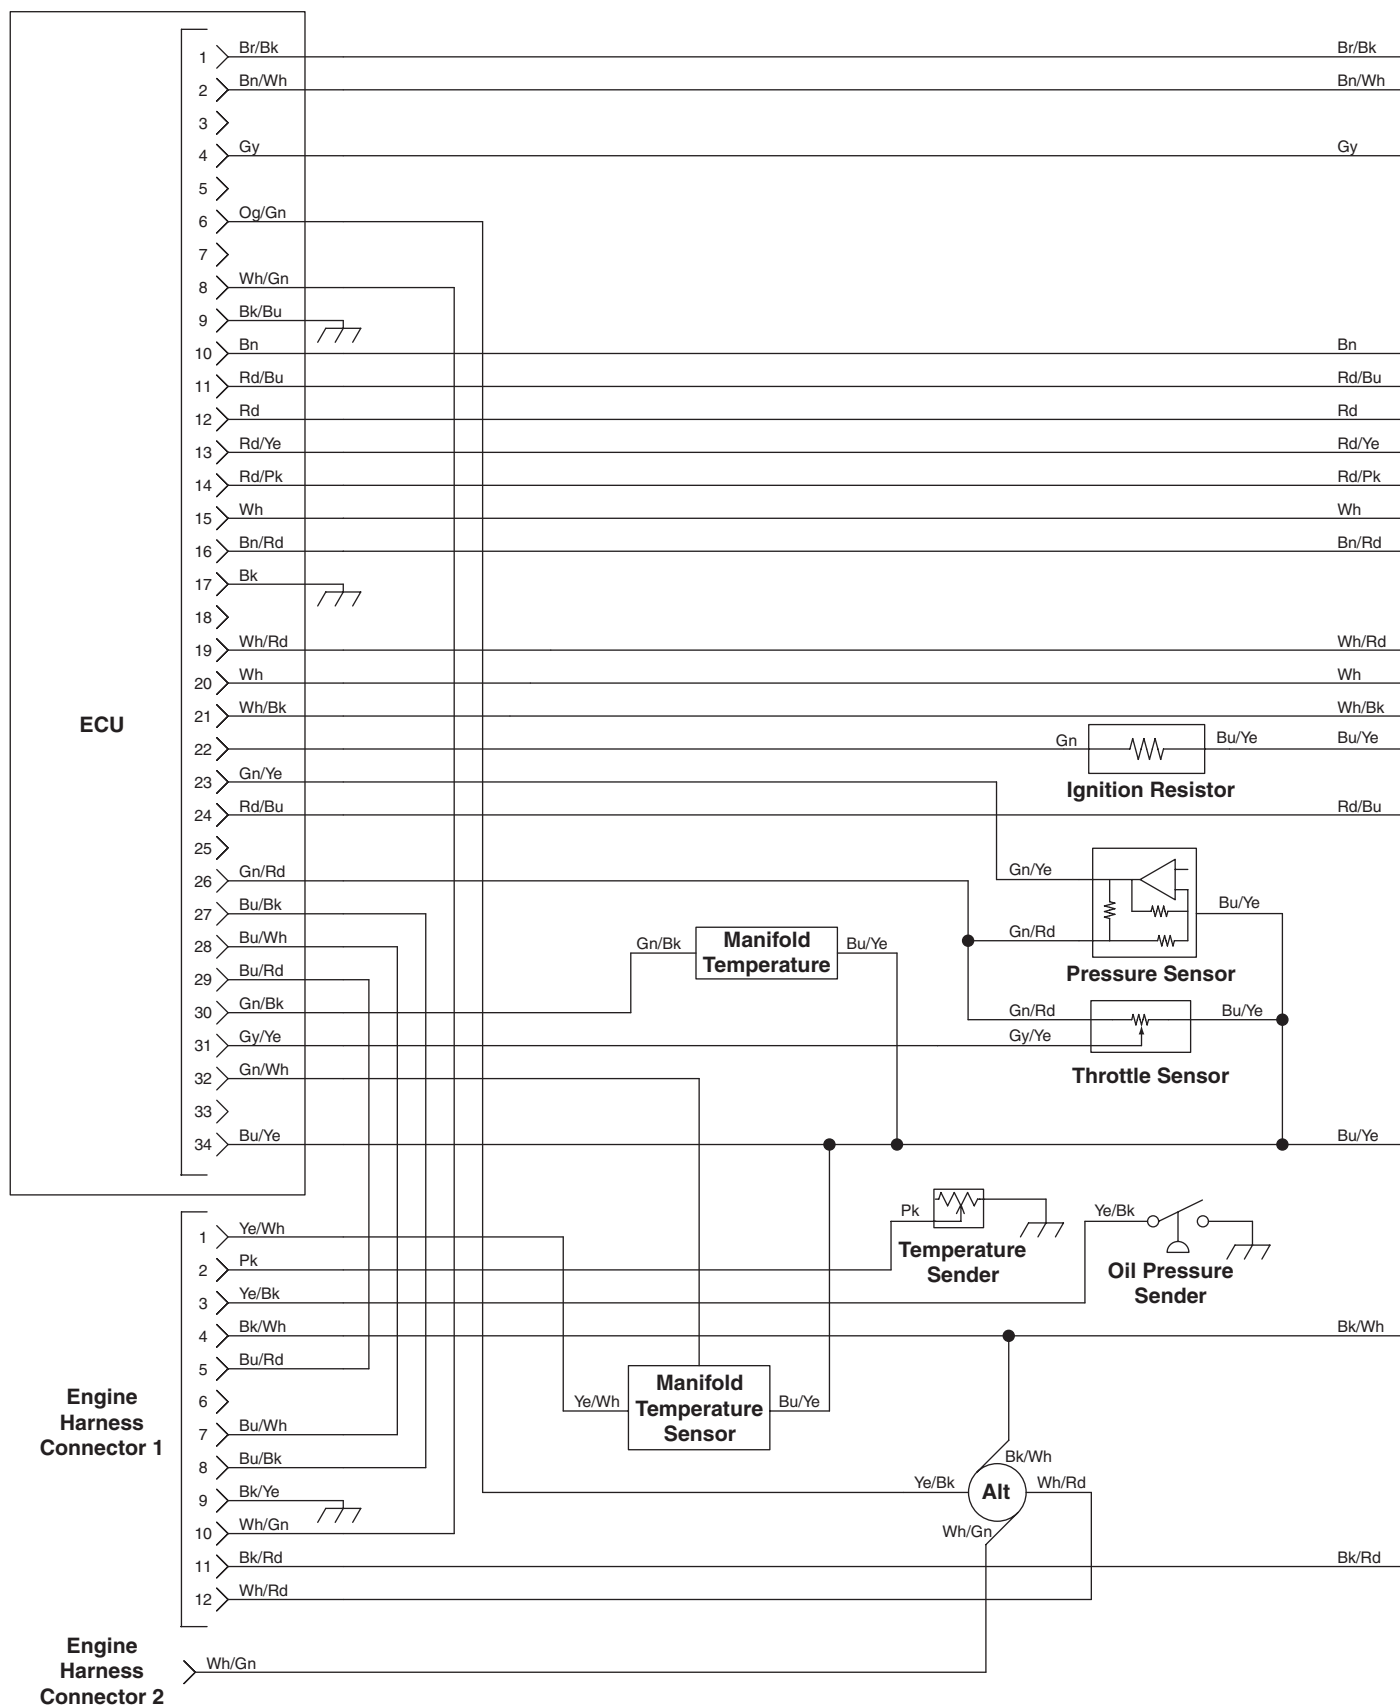 ECU
1 Br/Bk Br/Bk
2 Bn/Wh Bn/Wh
3
4 Gy Gy
5
6 Og/Gn
7
8 Wh/Gn
9 Bk/Bu
10 Bn Bn
11 Rd/Bu Rd/Bu
12 Rd Rd
13 Rd/Ye Rd/Ye
14 Rd/Pk Rd/Pk
15 Wh Wh
16 Bn/Rd Bn/Rd
17 Bk
18
19 Wh/Rd Wh/Rd
20 Wh Wh
21 Wh/Bk Wh/Bk
22 Gn Bu/Ye Bu/Ye
Ignition Resistor
23 Gn/Ye
24 Rd/Bu Rd/Bu
25
26 Gn/Rd
Gn/Ye Bu/Ye
Gn/Rd
Pressure Sensor
27 Bu/Bk
28 Bu/Wh
Gn/Bk Manifold Bu/Ye
Temperature
29 Bu/Rd
30 Gn/Bk
Gn/Rd Bu/Ye
31 Gy/Ye Gy/Ye
Throttle Sensor
32 Gn/Wh
33
34 Bu/Ye Bu/Ye
Pk
Temperature
Sender
Ye/Bk
Oil Pressure
Sender
Engine
Harness
Connector 1
1 Ye/Wh
2 Pk
3 Ye/Bk
4 Bk/Wh Bk/Wh
5 Bu/Rd
6
7 Bu/Wh
8 Bu/Bk
9 Bk/Ye
10 Wh/Gn
11 Bk/Rd Bk/Rd
12 Wh/Rd
Manifold
Ye/Wh Temperature Bu/Ye
Sensor
Bk/Wh
Ye/Bk Alt Wh/Rd
Wh/Gn
Engine
Harness
Connector 2
Wh/Gn